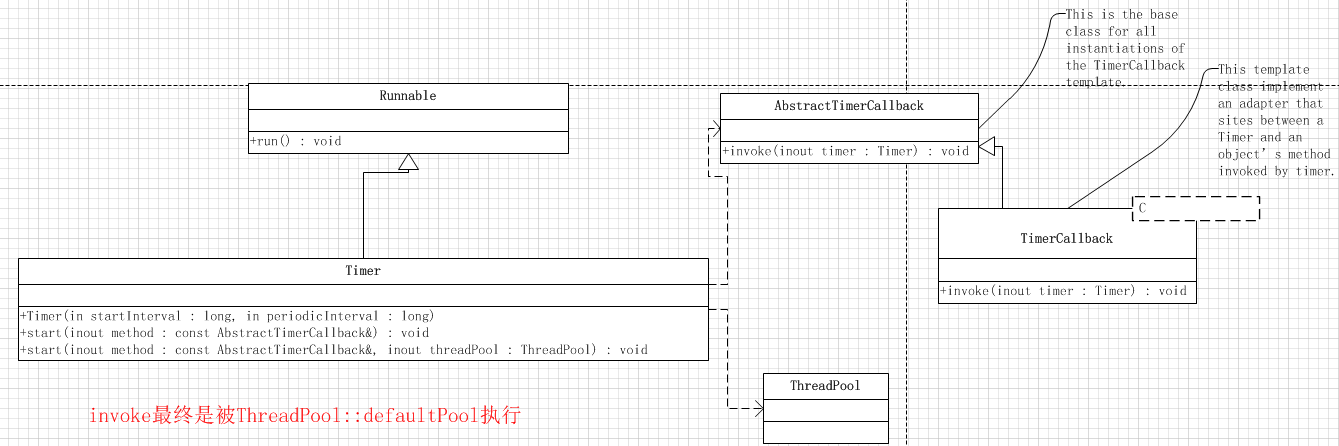 This is the base
class for all
instantiations of
the TimerCallback
template.
This template
class implement
an adapter that
sites between a
Timer and an
object’s method
invoked by timer.
Runnable
+run() : void
AbstractTimerCallback
+invoke(inout timer : Timer) : void
C
TimerCallback
+invoke(inout timer : Timer) : void
Timer
+Timer(in startInterval : long, in periodicInterval : long)
+start(inout method : const AbstractTimerCallback&) : void
+start(inout method : const AbstractTimerCallback&, inout threadPool : ThreadPool) : void
ThreadPool
invoke最终是被ThreadPool::defaultPool执行